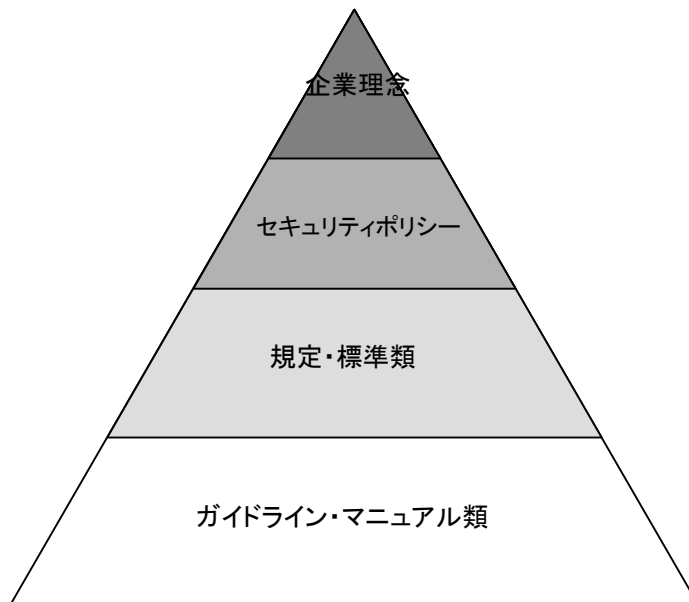 企業理念
セキュリティポリシー
規定・標準類
ガイドライン・マニュアル類